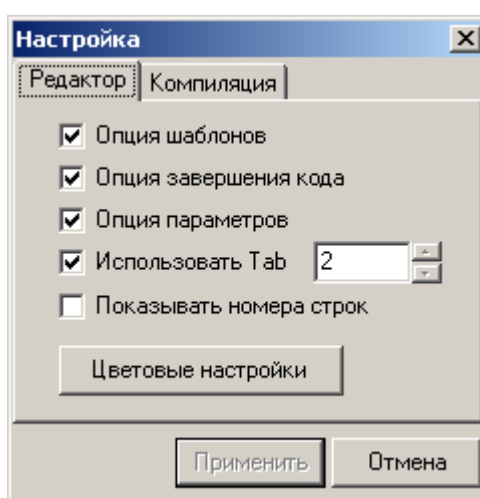 Настройка
Редактор Компиляция
Опция шаблонов
Опция завершения кода
Опция параметров
Использовать Tab 2
Показывать номера строк
Цветовые настройки
Применить Отмена